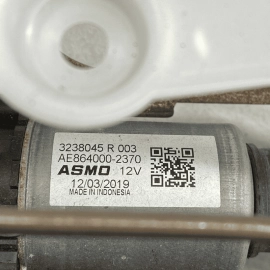 3238045 R 003
AE864000-2370
ASMO 12V
12/03/2019
MADE IN INDONESIA